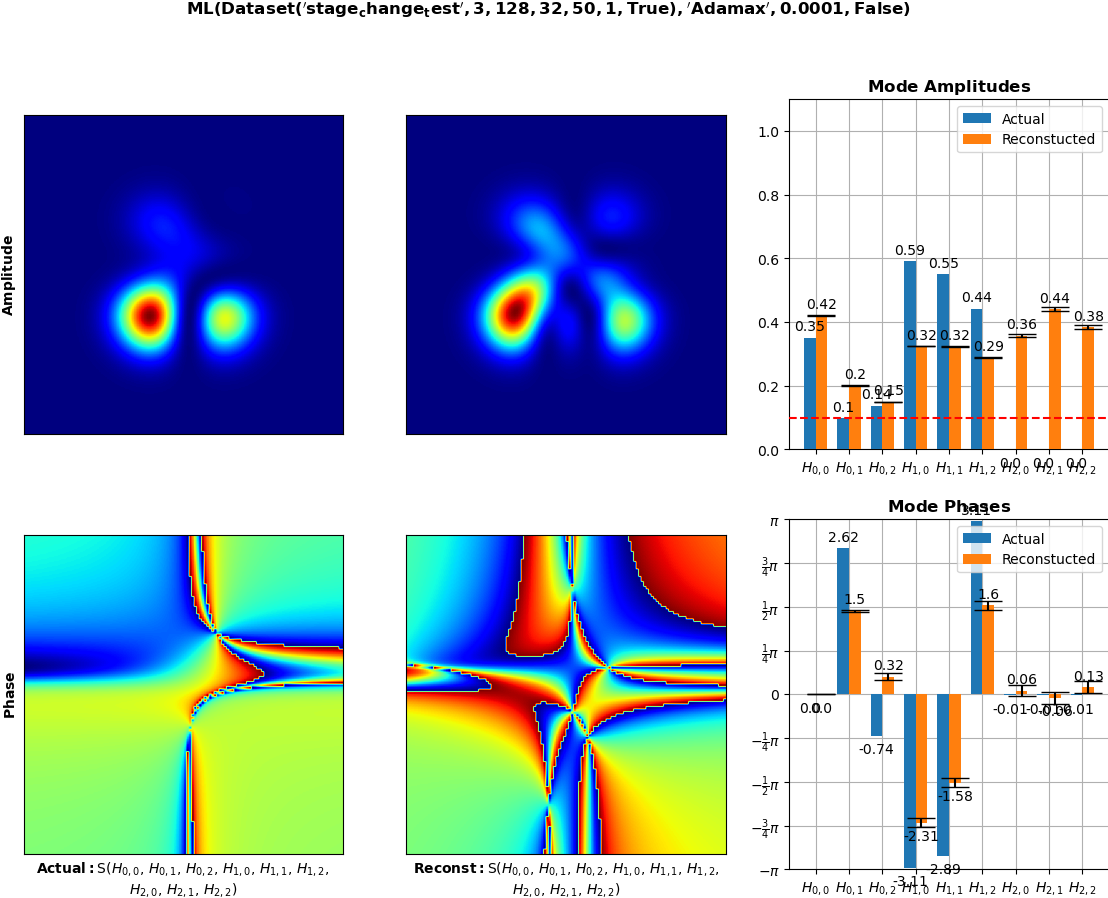 ML(Dataset(′stage_change_test′, 3, 128, 32, 50, 1, True), ′Adamax′, 0.0001, False)
Amplitude
Mode Amplitudes
Actual
Reconstucted
1.0
0.8
0.6
0.4
0.2
0.0
0.35
0.42
0.1
0.2
0.14
0.15
0.59
0.32
0.55
0.32
0.44
0.29
0.0
0.36
0.0
0.44
0.0
0.38
H0,0 H0,1 H0,2 H1,0 H1,1 H1,2 H2,0 H2,1 H2,2
Phase
Actual: S(H0,0, H0,1, H0,2, H1,0, H1,1, H1,2,
H2,0, H2,1, H2,2)
Reconst: S(H0,0, H0,1, H0,2, H1,0, H1,1, H1,2,
H2,0, H2,1, H2,2)
Mode Phases
Actual
Reconstucted
π
3/4π
1/2π
1/4π
0
−1/4π
−1/2π
−3/4π
−π
0.0
2.62
1.5
-0.74
0.32
-3.11
-2.31
-2.89
-1.58
3.11
1.6
-0.01
0.06
-0.06
-0.01
0.13
H0,0 H0,1 H0,2 H1,0 H1,1 H1,2 H2,0 H2,1 H2,2